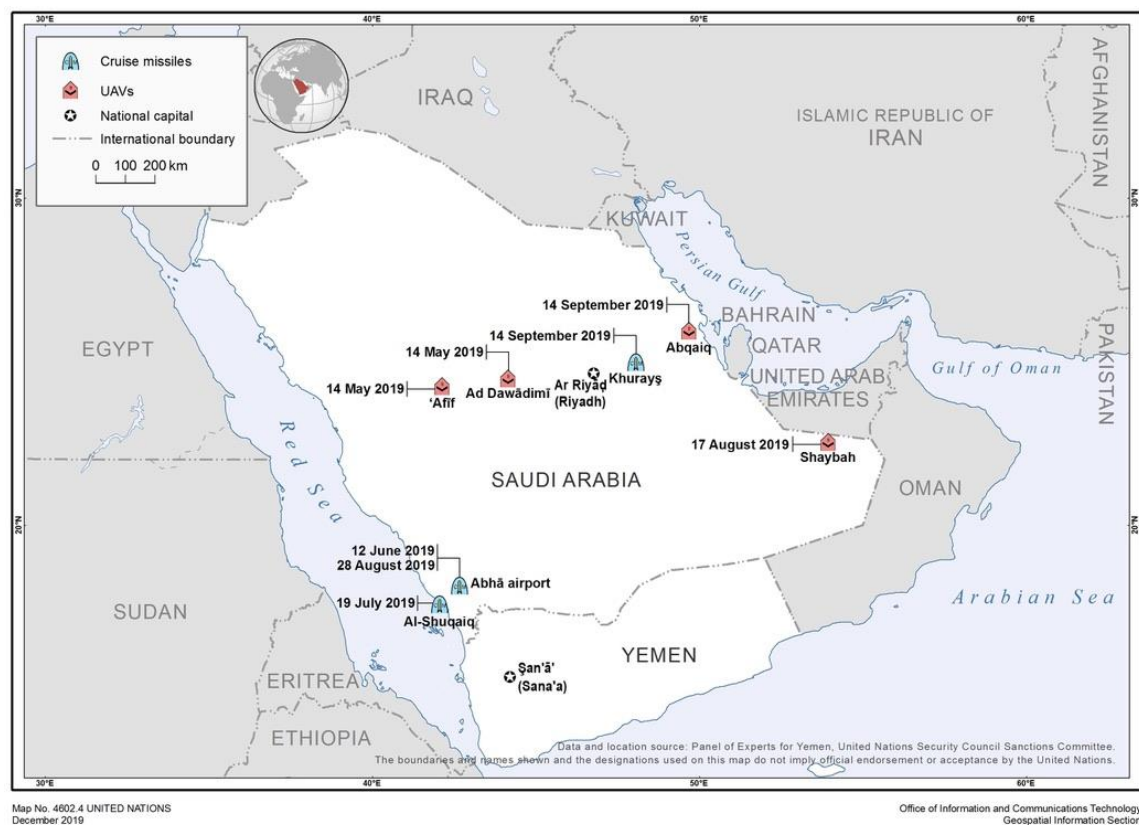 30°E
40°E
50°E
60°E
Cruise missiles
UAVs
National capital
International boundary
0 100 200 km
IRAQ
ISLAMIC REPUBLIC OF
IRAN
AFGHANISTAN
30°N
30°N
KUWAIT
Persian Gulf
14 September 2019
BAHRAIN
PAKISTAN
EGYPT
14 September 2019
Abqaiq
QATAR
Gulf of Oman
14 May 2019
Khurayş
UNITED ARAB
EMIRATES
14 May 2019
‘Afīf
Ad Dawādimī
Ar Riyāḍ
(Riyadh)
Red Sea
17 August 2019
Shaybah
SAUDI ARABIA
OMAN
20°N
20°N
12 June 2019
28 August 2019
Abhā airport
19 July 2019
Al-Shuqaiq
Arabian Sea
SUDAN
YEMEN
Şan'ā'
(Sana'a)
ERITREA
ETHIOPIA
Data and location source: Panel of Experts for Yemen, United Nations Security Council Sanctions Committee.
The boundaries and names shown and the designations used on this map do not imply official endorsement or acceptance by the United Nations.
30°E
40°E
50°E
60°E
Map No. 4602.4 UNITED NATIONS
December 2019
Office of Information and Communications Technology
Geospatial Information Section